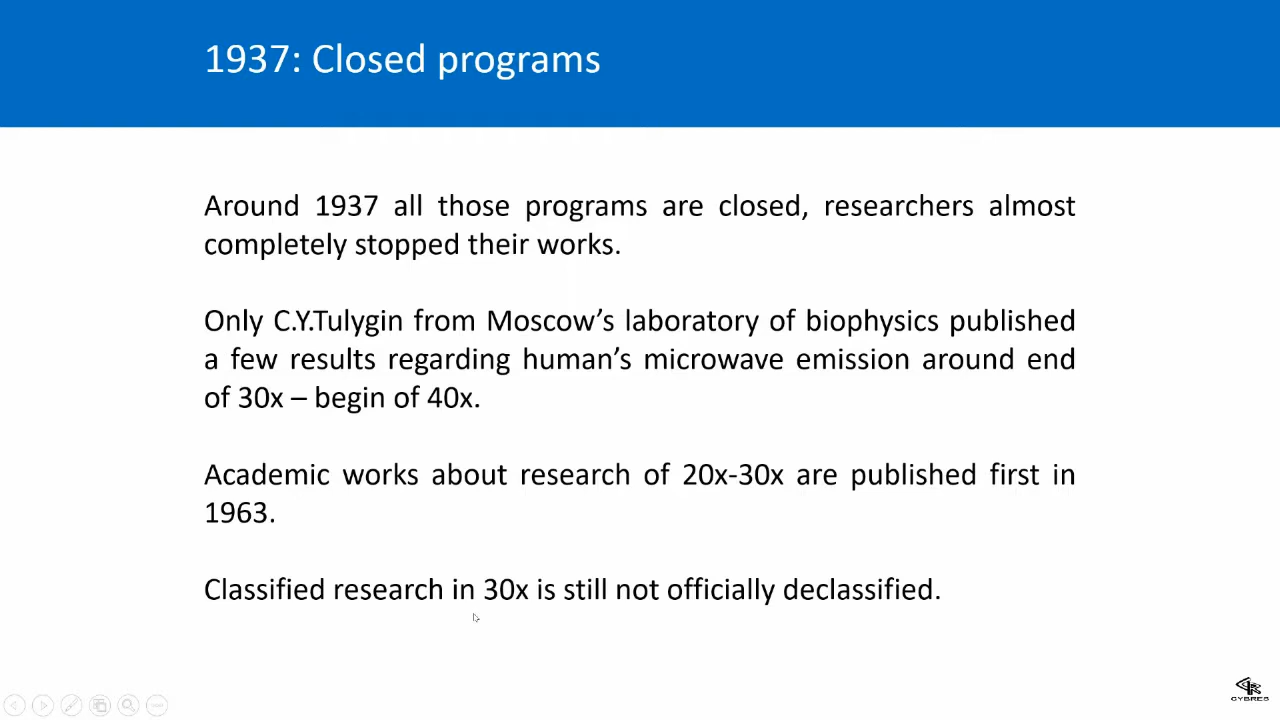 1937: Closed programs
Around 1937 all those programs are closed, researchers almost
completely stopped their works.
Only C.Y.Tulygin from Moscow’s laboratory of biophysics published
a few results regarding human’s microwave emission around end
of 30x – begin of 40x.
Academic works about research of 20x-30x are published first in
1963.
Classified research in 30x is still not officially declassified.
CYBRES